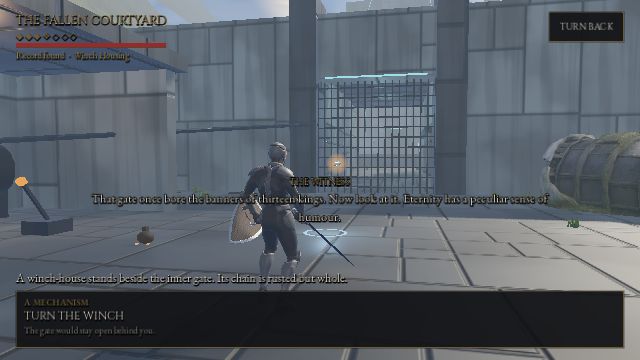 THE FALLEN COURTYARD
TURN BACK
Record found - Winch Housing
THE WITNESS
That gate once bore the banners of thirteen kings. Now look at it. Eternity has a peculiar sense of
humour.
A winch-house stands beside the inner gate. Its chain is rusted but whole.
A MECHANISM
TURN THE WINCH
The gate would stay open behind you.